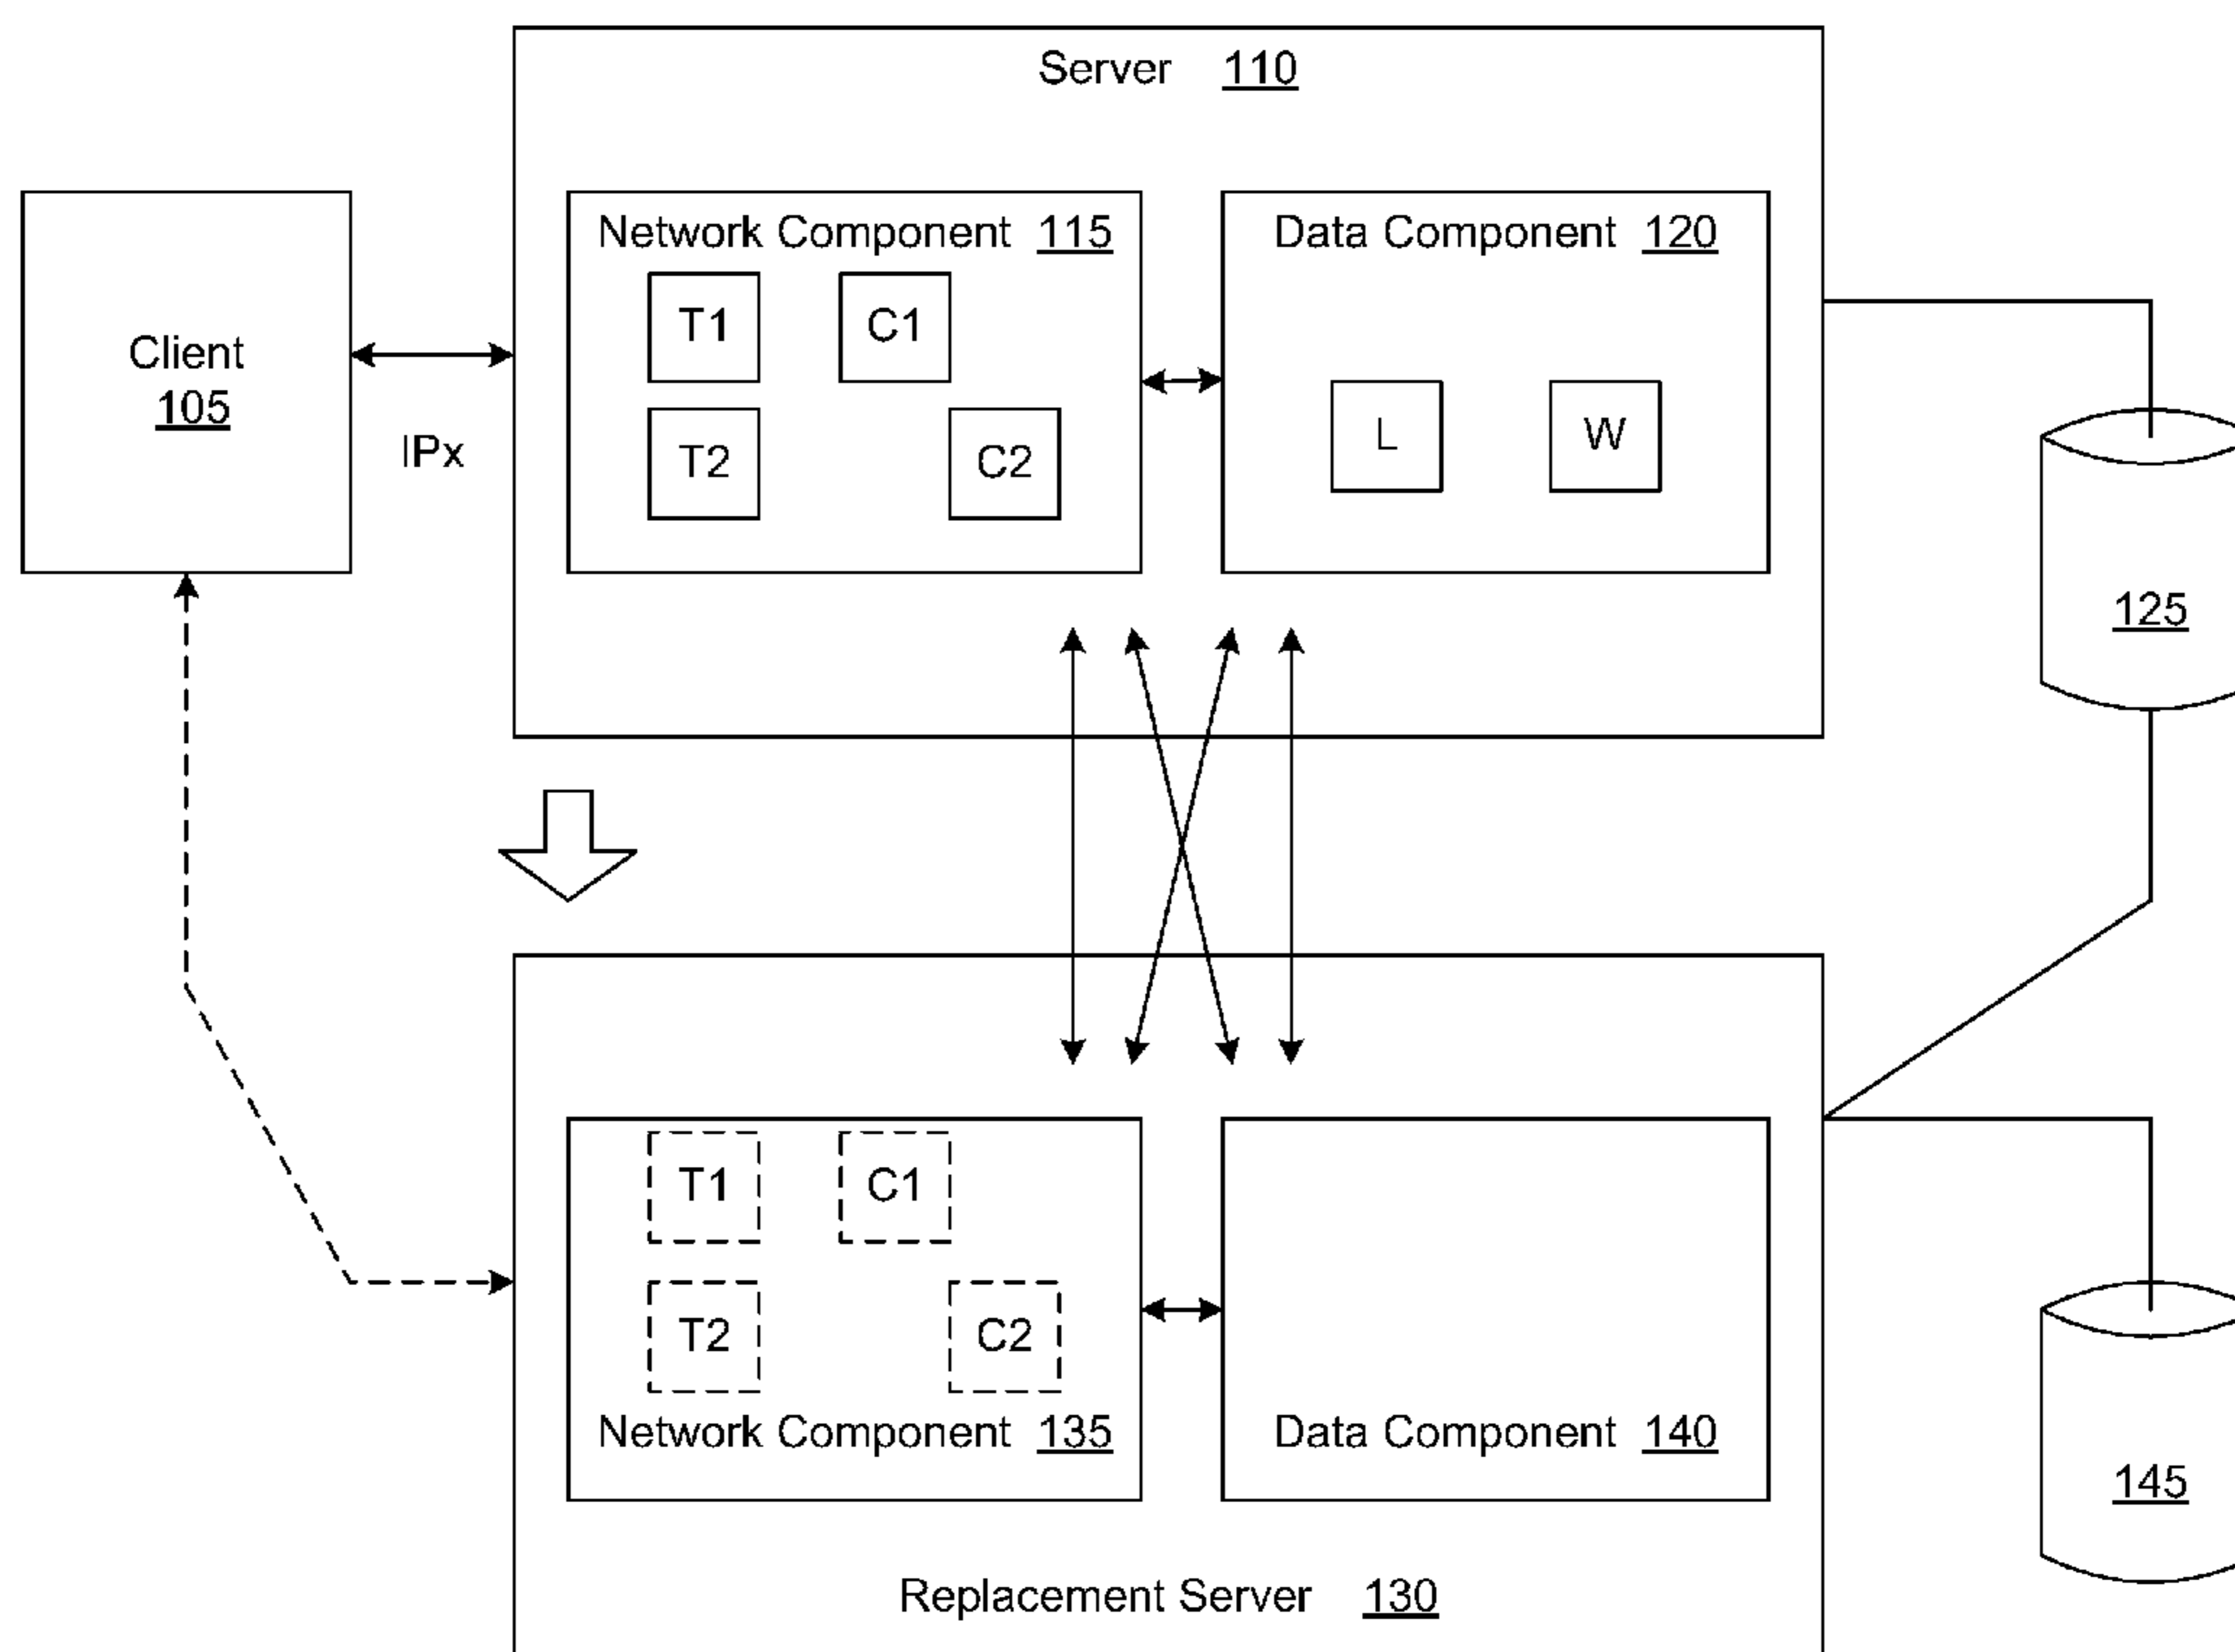 Server 110
Network Component 115
Data Component 120
T1
C1
Client
105
IPx
T2
C2
L
W
125
T1
C1
T2
C2
Network Component 135
Data Component 140
145
Replacement Server 130